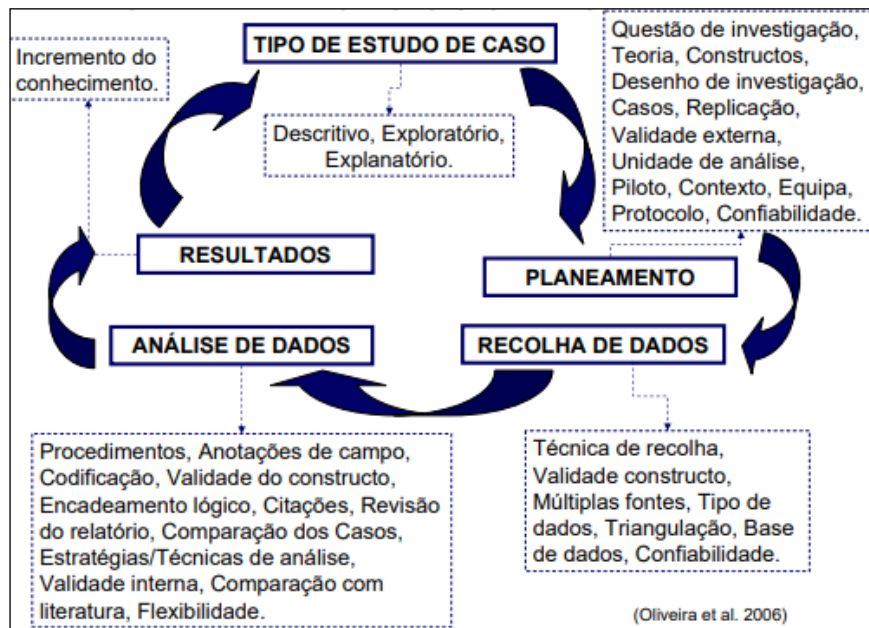 TIPO DE ESTUDO DE CASO
Descritivo, Exploratório,
Explanatório.
Questão de investigação,
Teoria, Constructos,
Desenho de investigação,
Casos, Replicação,
Validade externa,
Unidade de análise,
Piloto, Contexto, Equipa,
Protocolo, Confiabilidade.
PLANEAMENTO
RECOLHA DE DADOS
Técnica de recolha,
Validade constructo,
Múltiplas fontes, Tipo de
dados, Triangulação, Base
de dados, Confiabilidade.
ANÁLISE DE DADOS
Procedimentos, Anotações de campo,
Codificação, Validade do constructo,
Encadeamento lógico, Citações, Revisão
do relatório, Comparação dos Casos,
Estratégias/Técnicas de análise,
Validade interna, Comparação com
literatura, Flexibilidade.
RESULTADOS
Incremento do
conhecimento.
(Oliveira et al. 2006)